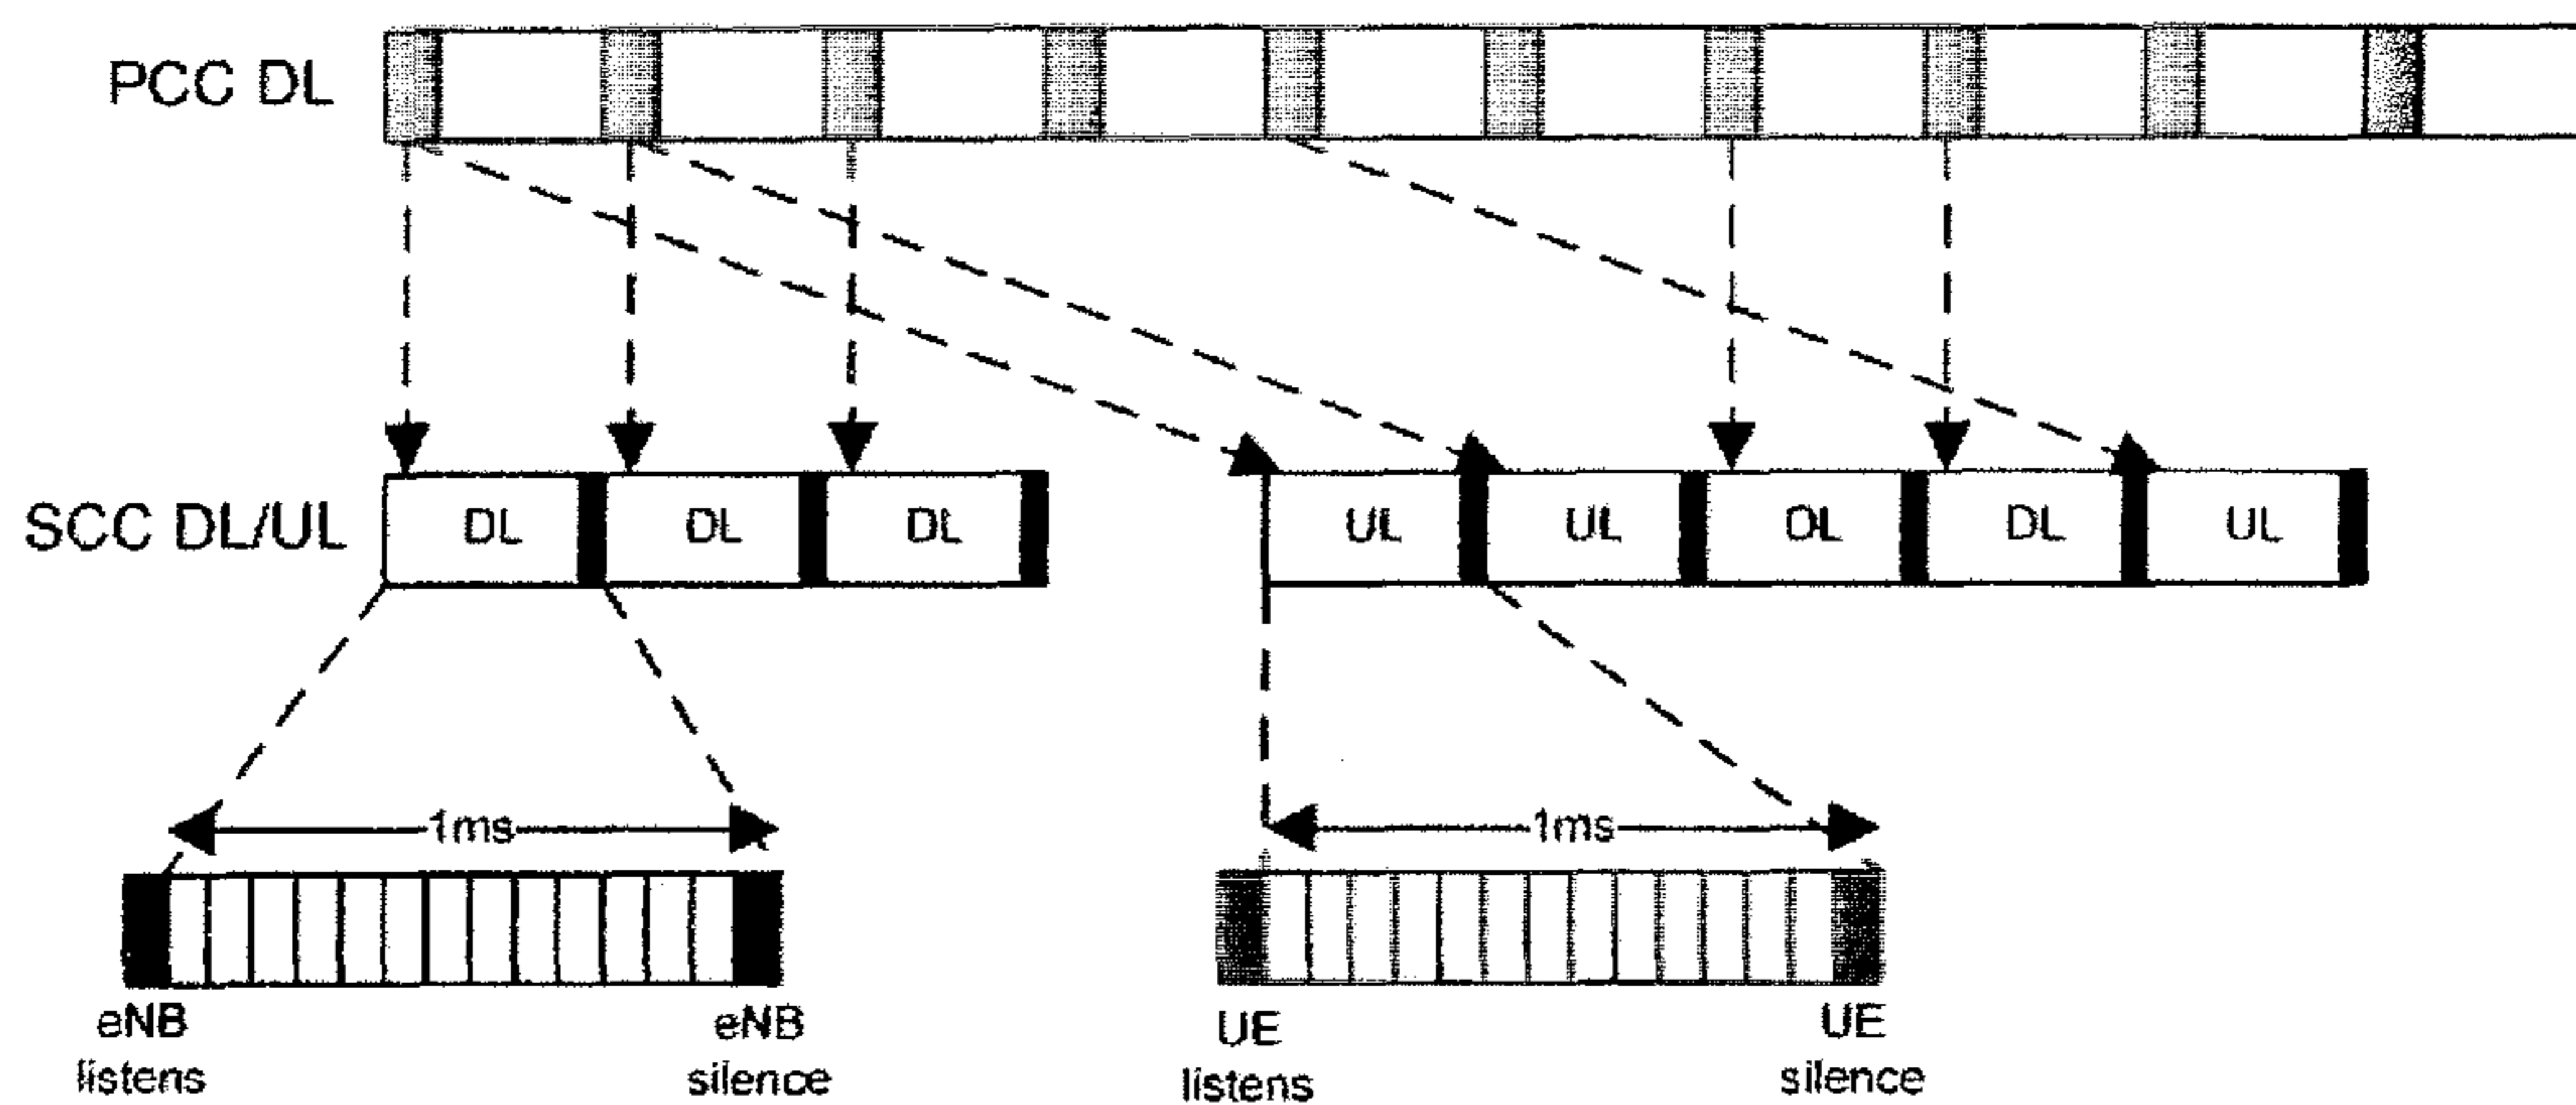 PCC DL
SCC DL/UL
DL
DL
DL
UL
UL
DL
DL
UL
1ms
1ms
eNB
listens
eNB
silence
UE
listens
UE
silence